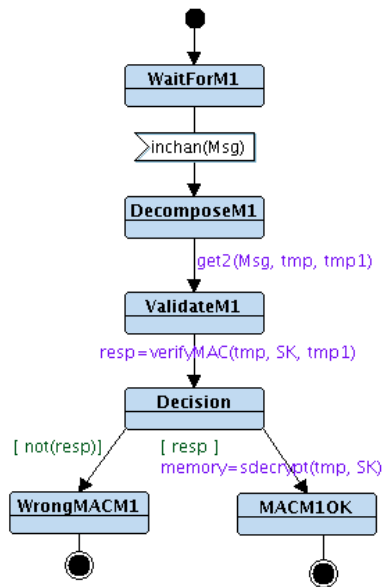 WaitForM1
inchan(Msg)
DecomposeM1
get2(Msg, tmp, tmp1)
ValidateM1
resp=verifyMAC(tmp, SK, tmp1)
Decision
[ not(resp)]
[ resp ]
memory=sdecrypt(tmp, SK)
WrongMACM1
MACM1OK